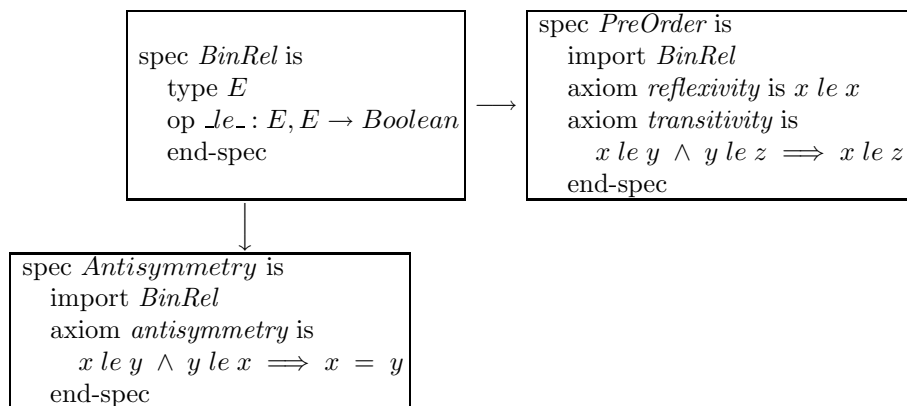 spec BinRel is
type E
op _le_ : E, E → Boolean
end-spec
spec PreOrder is
import BinRel
axiom reflexivity is x le x
axiom transitivity is
x le y ∧ y le z ⟹ x le z
end-spec
spec Antisymmetry is
import BinRel
axiom antisymmetry is
x le y ∧ y le x ⟹ x = y
end-spec